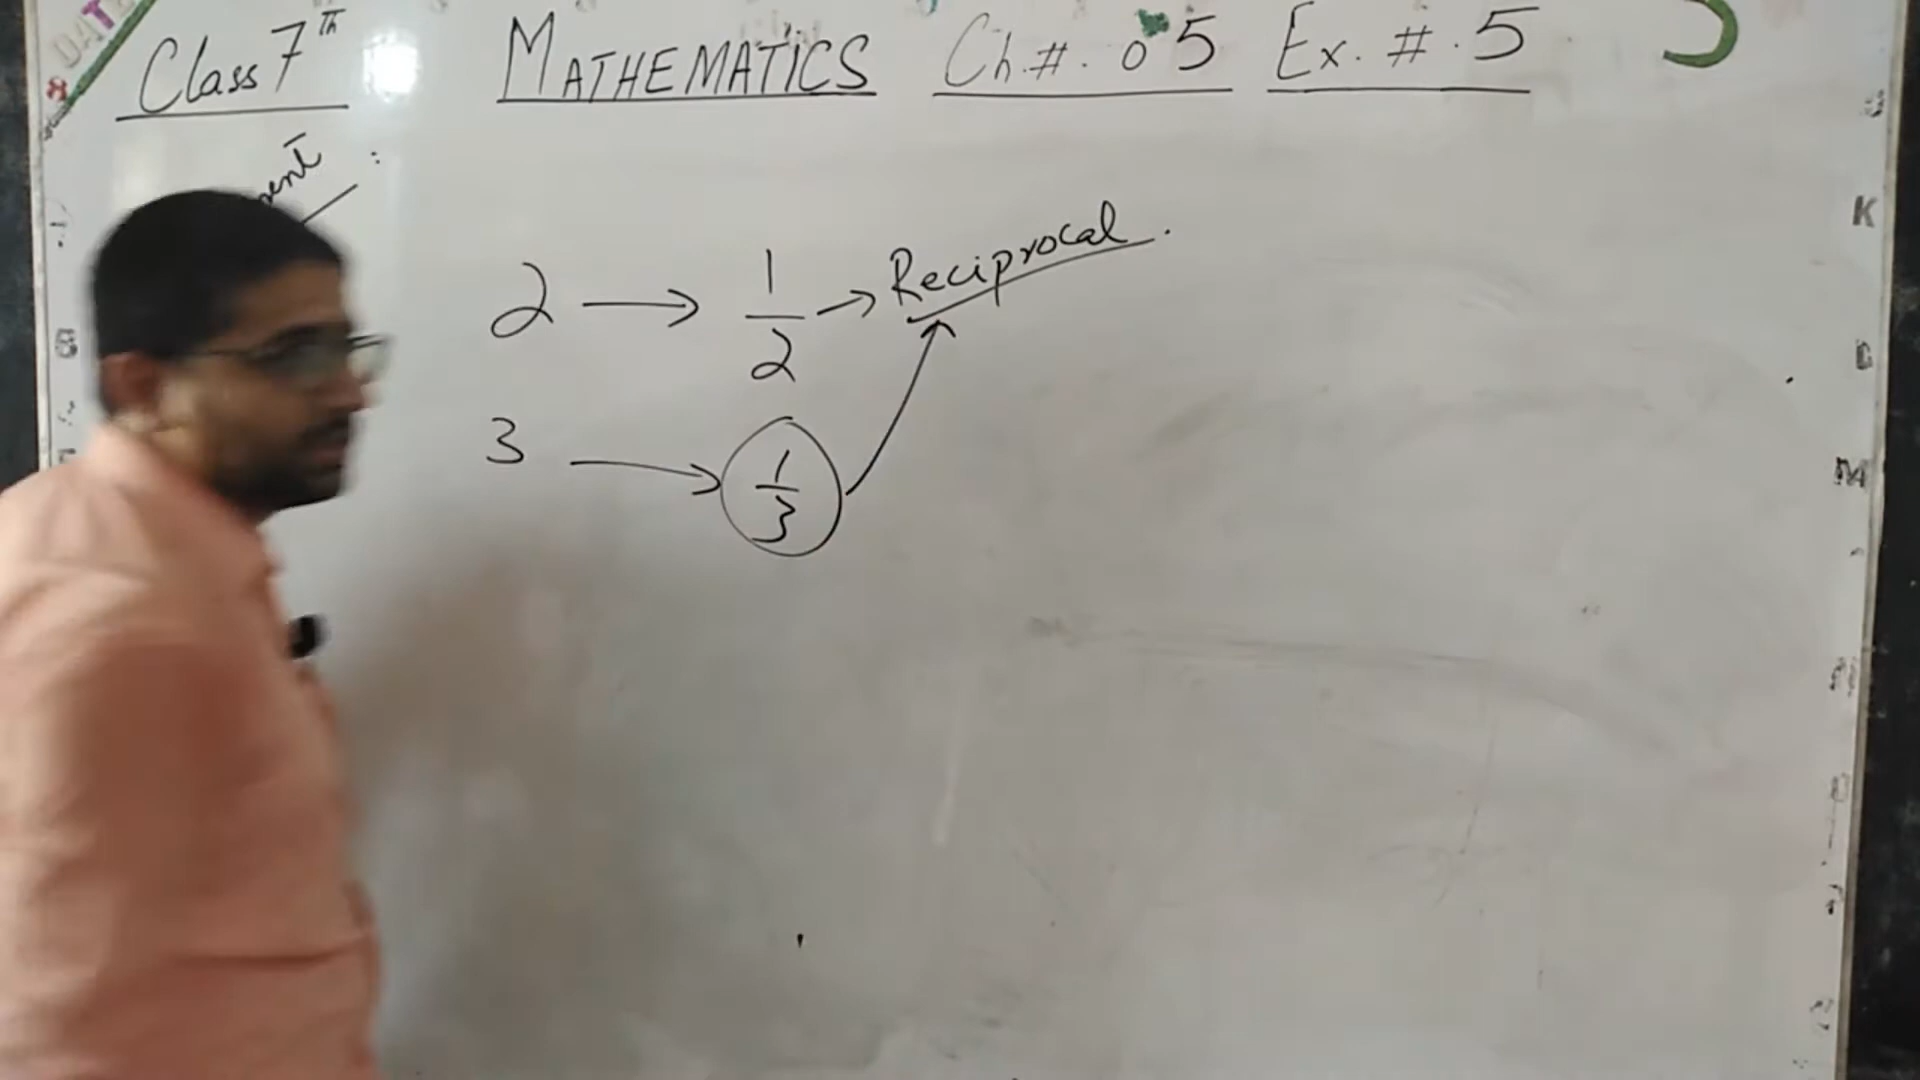 Class 7th MATHEMATICS Ch.#. 05 Ex. #. 5
2 → 1/2 → Reciprocal.
3 → 1/3